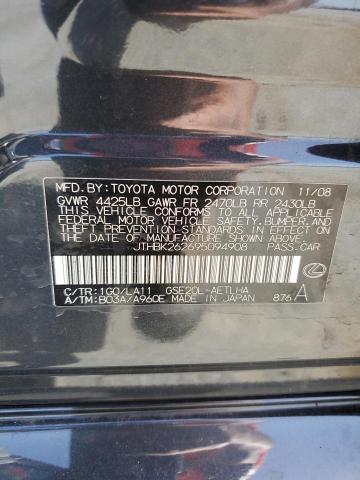 MFD.BY:TOYOTA MOTOR CORPORATION 11/08
GVWR 4425LB GAWR FR 2470LB RR 2430LB
THIS VEHICLE CONFORMS TO ALL APPLICABLE
FEDERAL MOTOR VEHICLE SAFETY,
BUMPER, AND THEFT PREVENTION STANDARDS IN EFFECT
ON THE DATE OF MANUFACTURE SHOWN ABOVE.
JTHBK262695094908 PASS.CAR
C/TR:1G0/LA11 GSE20L-AETLHA
A/TM:B03A/A960E MADE IN JAPAN 876 A